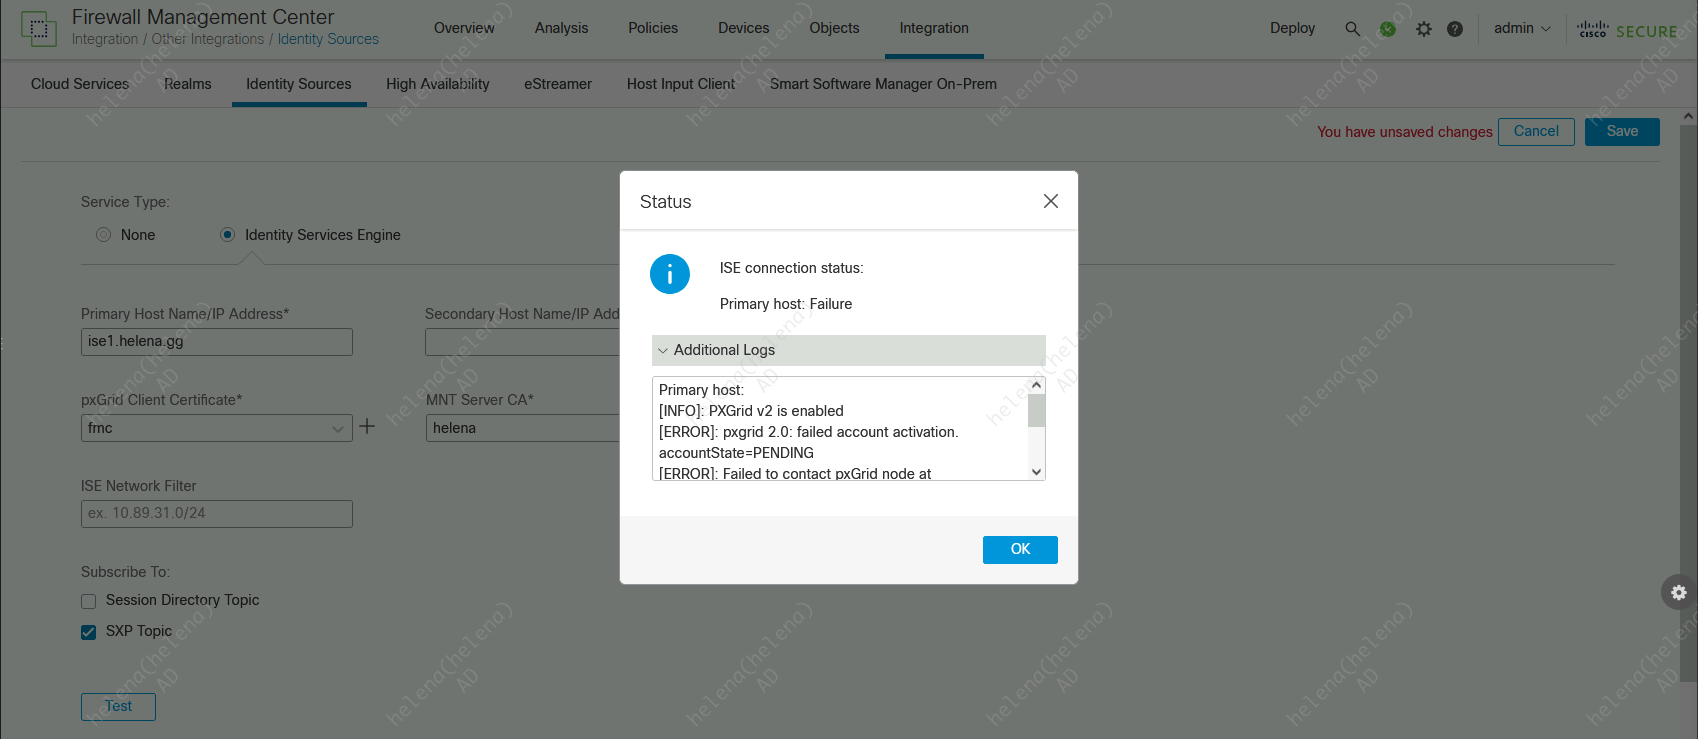 Firewall Management Center
Integration / Other Integrations / Identity Sources
Overview
Analysis
Policies
Devices
Objects
Integration
Deploy
admin
CISCO SECURE
Cloud Services
Realms
Identity Sources
High Availability
eStreamer
Host Input Client
Smart Software Manager On-Prem
You have unsaved changes
Cancel
Save
Service Type:
None
Identity Services Engine
Primary Host Name/IP Address*
Secondary Host Name/IP Add
ise1.helena.gg
pxGrid Client Certificate*
MNT Server CA*
fmc
helena
ISE Network Filter
ex. 10.89.31.0/24
Subscribe To:
Session Directory Topic
SXP Topic
Test
Status
ISE connection status:
Primary host: Failure
Additional Logs
Primary host:
[INFO]: PXGrid v2 is enabled
[ERROR]: pxgrid 2.0: failed account activation.
accountState=PENDING
[ERROR]: Failed to contact pxGrid node at
OK
helena(helena)
AD